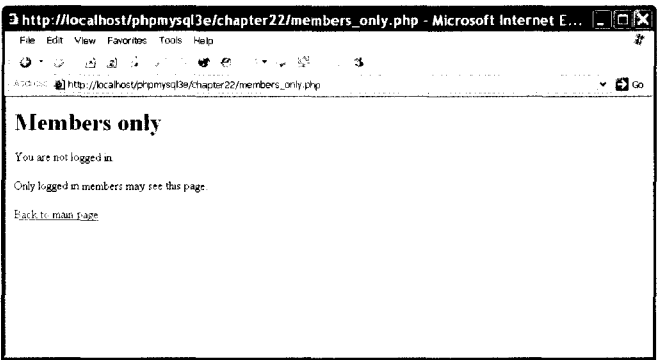 http://localhost/phpmysql3e/chapter22/members_only.php - Microsoft Internet E...
File Edit View Favorites Tools Help
http://localhost/phpmysql3e/chapter22/members_only.php Go
Members only
You are not logged in.
Only logged in members may see this page.
Back to main page